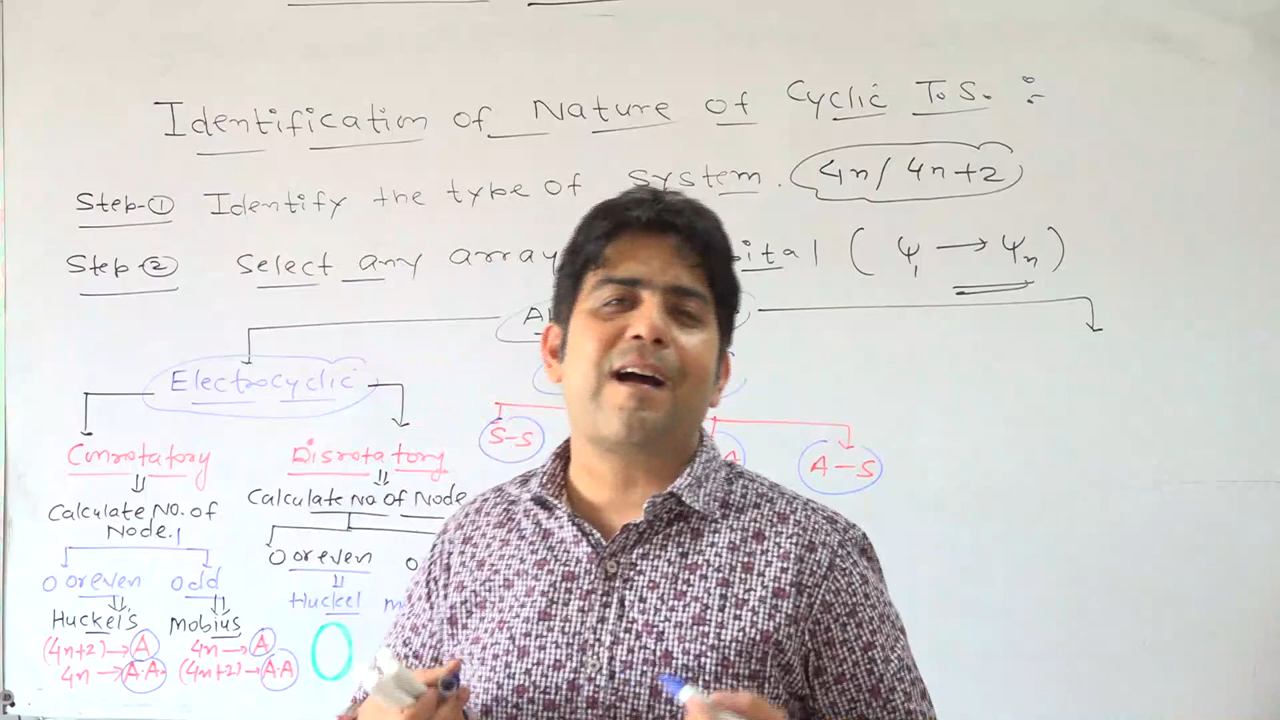 Identification of Nature of Cyclic T.S. :-
Step-① Identify the type of system. 4n/4n+2
Step-② Select any array bital ( Ψ₁ → Ψn )
Electrocyclic
S-S A A-S
Conrotatory Disrotatory
⇓ ⇓
Calculate No. of Node.1 Calculate No. of Node
0 or even odd 0 or even
⇓ ⇓ ⇓
Huckel's Mobius Huckel
(4n+2)→A 4n→A
4n→A.A. (4n+2)→A.A